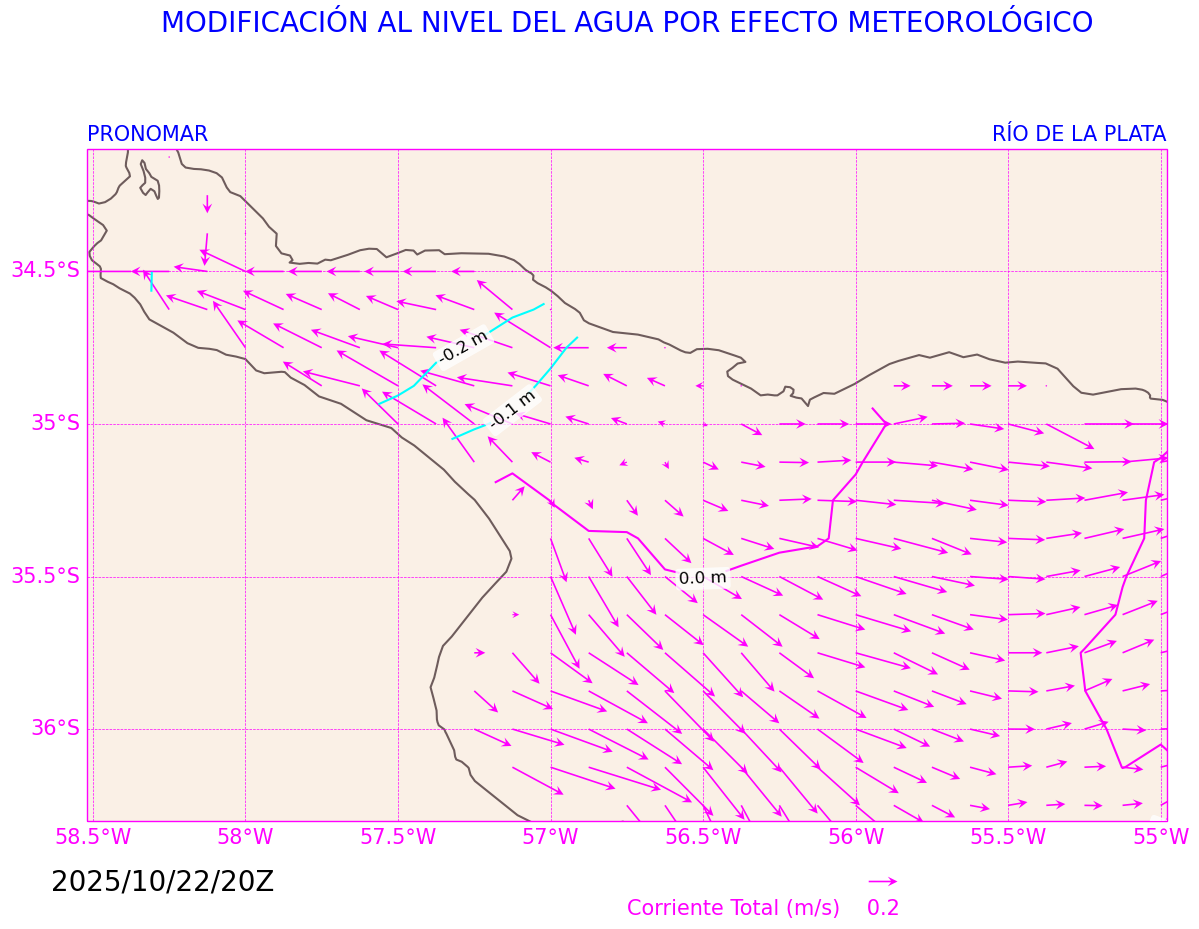 MODIFICACIÓN AL NIVEL DEL AGUA POR EFECTO METEOROLÓGICO
PRONOMAR
RÍO DE LA PLATA
34.5°S
-0.2 m
-0.1 m
35°S
35.5°S
0.0 m
36°S
58.5°W 58°W 57.5°W 57°W 56.5°W 56°W 55.5°W 55°W
2025/10/22/20Z
Corriente Total (m/s) 0.2